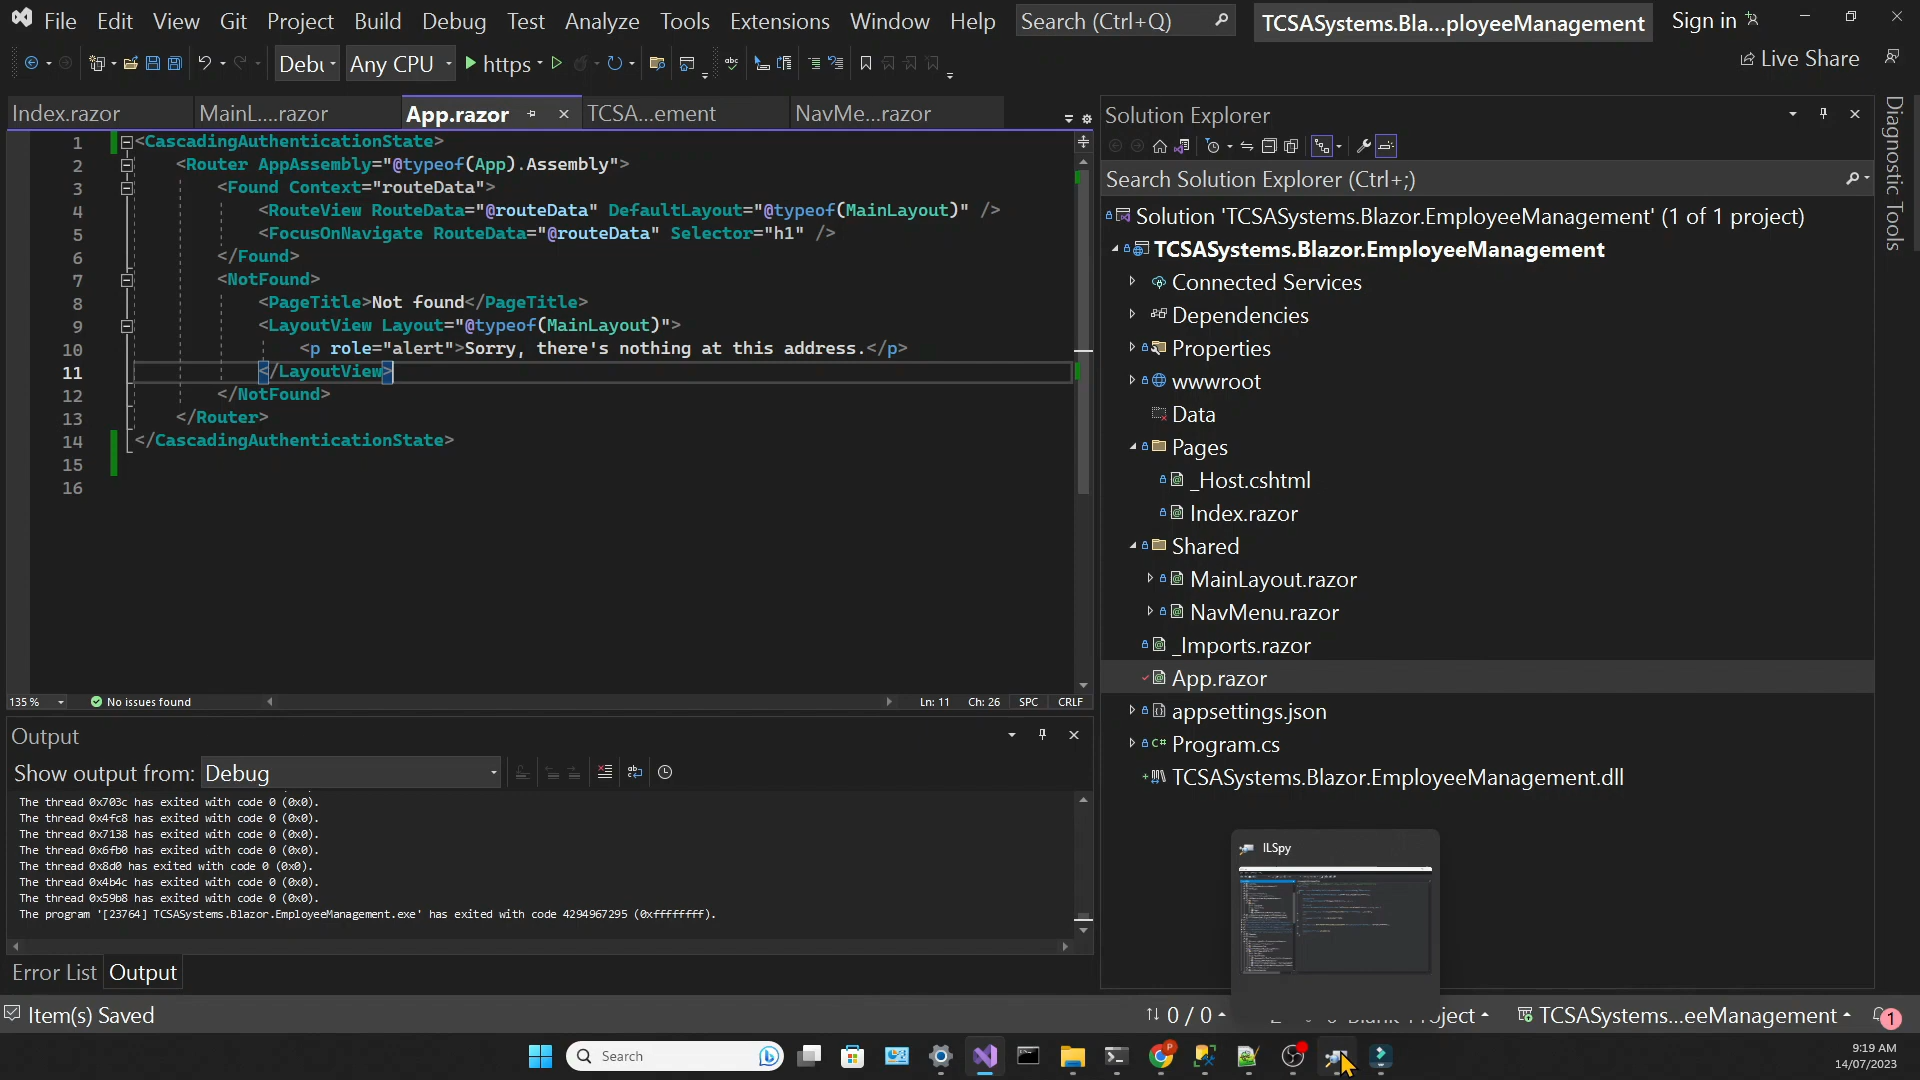 File Edit View Git Project Build Debug Test Analyze Tools Extensions Window Help Search (Ctrl+Q) TCSASystems.Bla...ployeeManagement Sign in
Debu Any CPU https Live Share
Index.razor MainL....razor App.razor TCSA...ement NavMe...razor
1 <CascadingAuthenticationState>
2 <Router AppAssembly="@typeof(App).Assembly">
3 <Found Context="routeData">
4 <RouteView RouteData="@routeData" DefaultLayout="@typeof(MainLayout)" />
5 <FocusOnNavigate RouteData="@routeData" Selector="h1" />
6 </Found>
7 <NotFound>
8 <PageTitle>Not found</PageTitle>
9 <LayoutView Layout="@typeof(MainLayout)">
10 <p role="alert">Sorry, there's nothing at this address.</p>
11 </LayoutView>
12 </NotFound>
13 </Router>
14 </CascadingAuthenticationState>
15
16
135 % No issues found Ln: 11 Ch: 26 SPC CRLF
Output
Show output from: Debug
The thread 0x703c has exited with code 0 (0x0).
The thread 0x4fc8 has exited with code 0 (0x0).
The thread 0x7138 has exited with code 0 (0x0).
The thread 0x6fb0 has exited with code 0 (0x0).
The thread 0x8d0 has exited with code 0 (0x0).
The thread 0x4b4c has exited with code 0 (0x0).
The thread 0x59b8 has exited with code 0 (0x0).
The program '[23764] TCSASystems.Blazor.EmployeeManagement.exe' has exited with code 4294967295 (0xffffffff).
Error List Output
Solution Explorer
Search Solution Explorer (Ctrl+;)
Solution 'TCSASystems.Blazor.EmployeeManagement' (1 of 1 project)
TCSASystems.Blazor.EmployeeManagement
Connected Services
Dependencies
Properties
wwwroot
Data
Pages
_Host.cshtml
Index.razor
Shared
MainLayout.razor
NavMenu.razor
_Imports.razor
App.razor
appsettings.json
C# Program.cs
TCSASystems.Blazor.EmployeeManagement.dll
Diagnostic Tools
ILSpy
Item(s) Saved 0 / 0 TCSASystems...eeManagement 1
Search
9:19 AM
14/07/2023